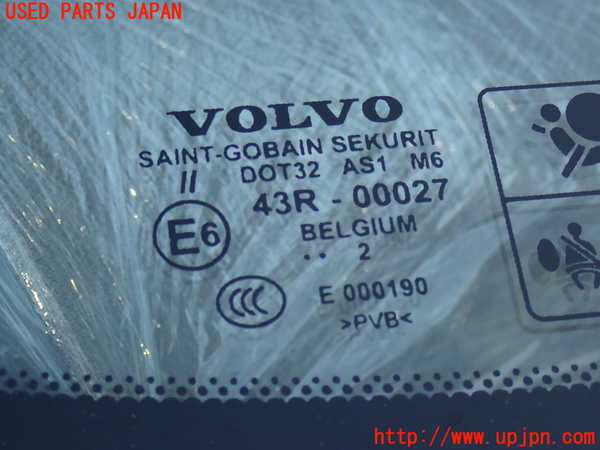 USED PARTS JAPAN
VOLVO
SAINT-GOBAIN SEKURIT
II DOT32 AS1 M6
43R - 00027
E6
BELGIUM
.. 2
CCC
E 000190
>PVB<
http://www.upjpn.com/